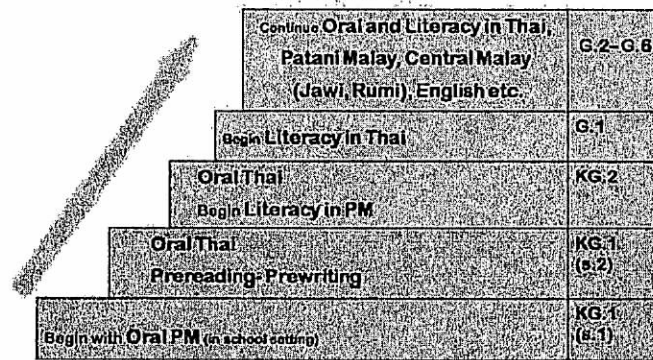 Continue Oral and Literacy in Thai,
Patani Malay, Central Malay
(Jawi, Rumi), English etc.
G.2-G.6
Begin Literacy in Thai
G.1
Oral Thai
Begin Literacy in PM
KG.2
Oral Thai
Prereading- Prewriting
KG.1.
(s.2)
Begin with Oral PM (in school setting)
KG.1.
(s.1)